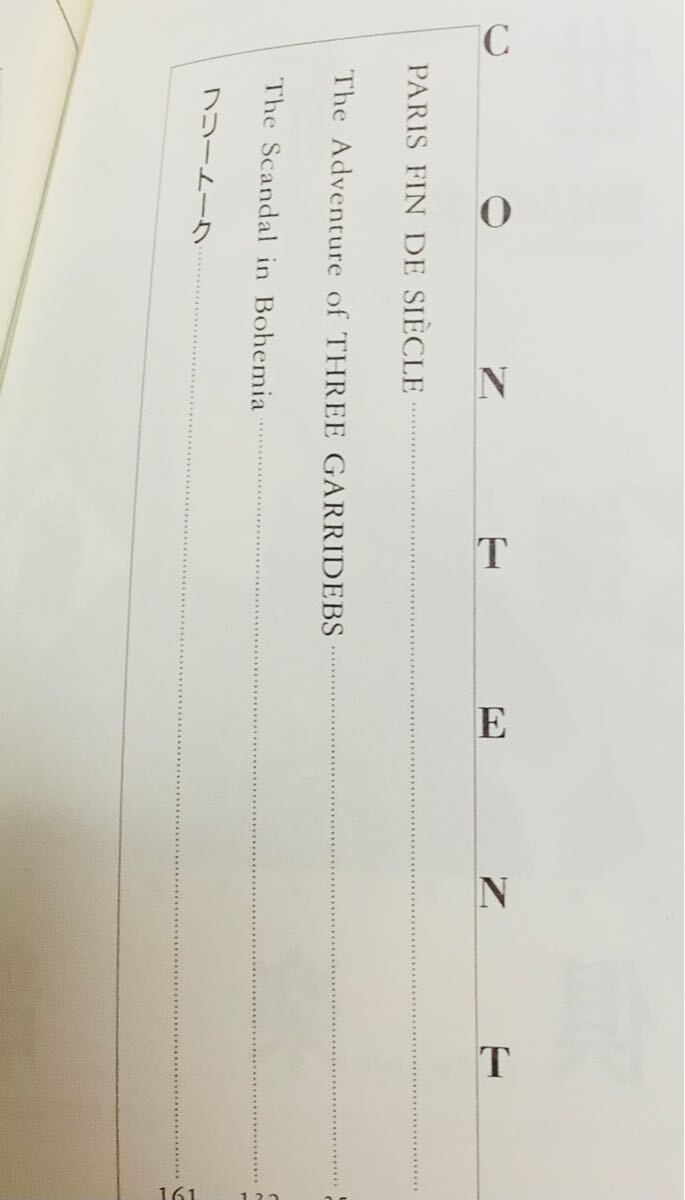 CONTENT
PARIS FIN DE SIÈCLE
The Adventure of THREE GARRIDEBS
The Scandal in Bohemia
フリートーク 161